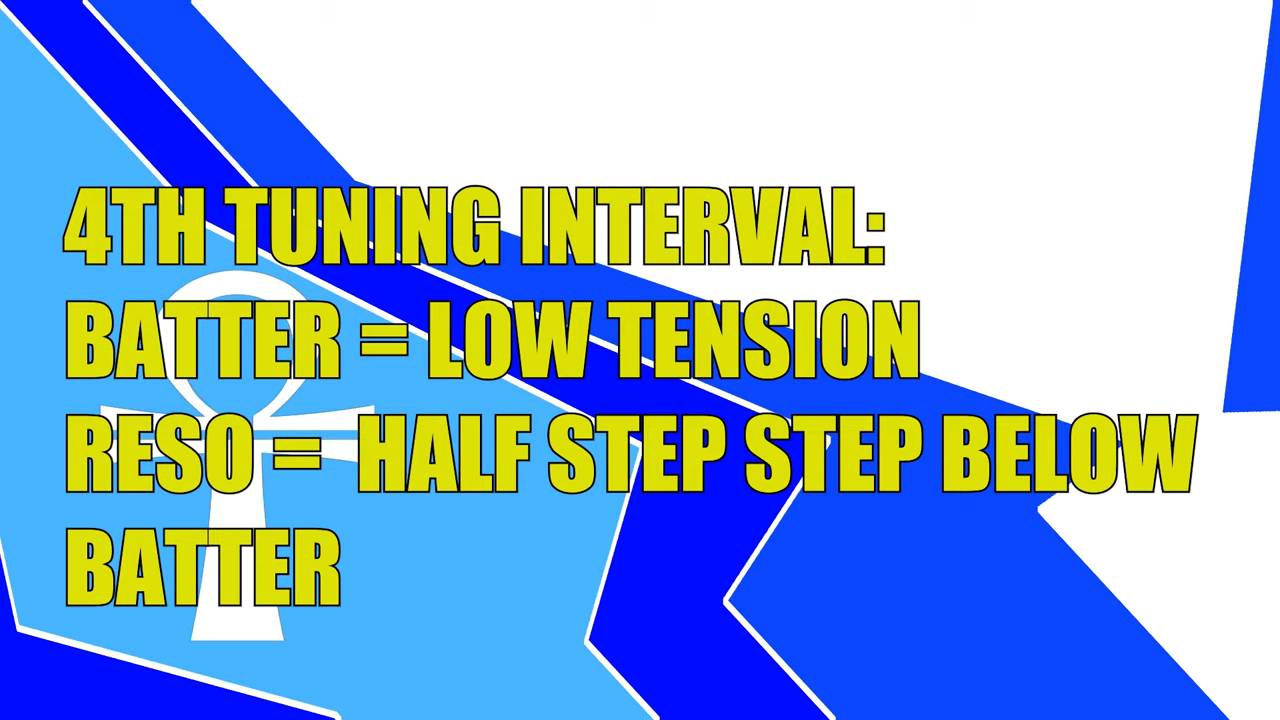 4TH TUNING INTERVAL:
BATTER = LOW TENSION
RESO = HALF STEP STEP BELOW
BATTER